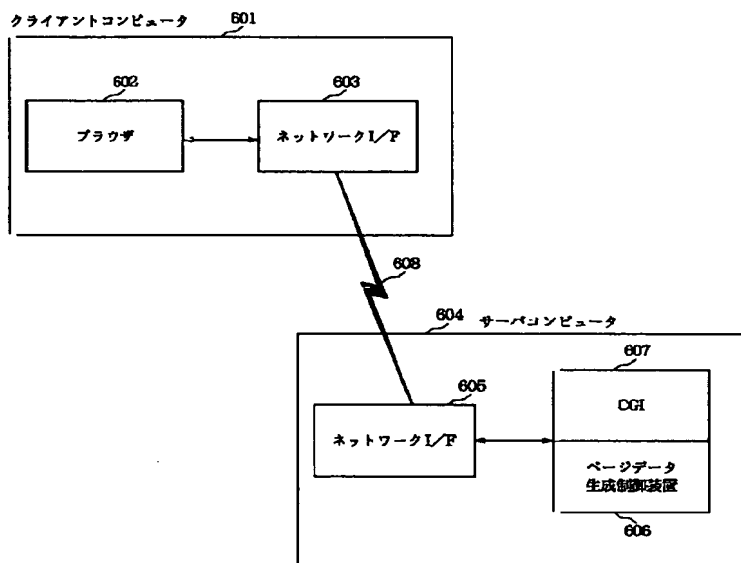 クライアントコンピュータ
601
602
603
ブラウザ
ネットワークI/F
608
604
サーバコンピュータ
607
605
CGI
ネットワークI/F
ページデータ
生成制御装置
606